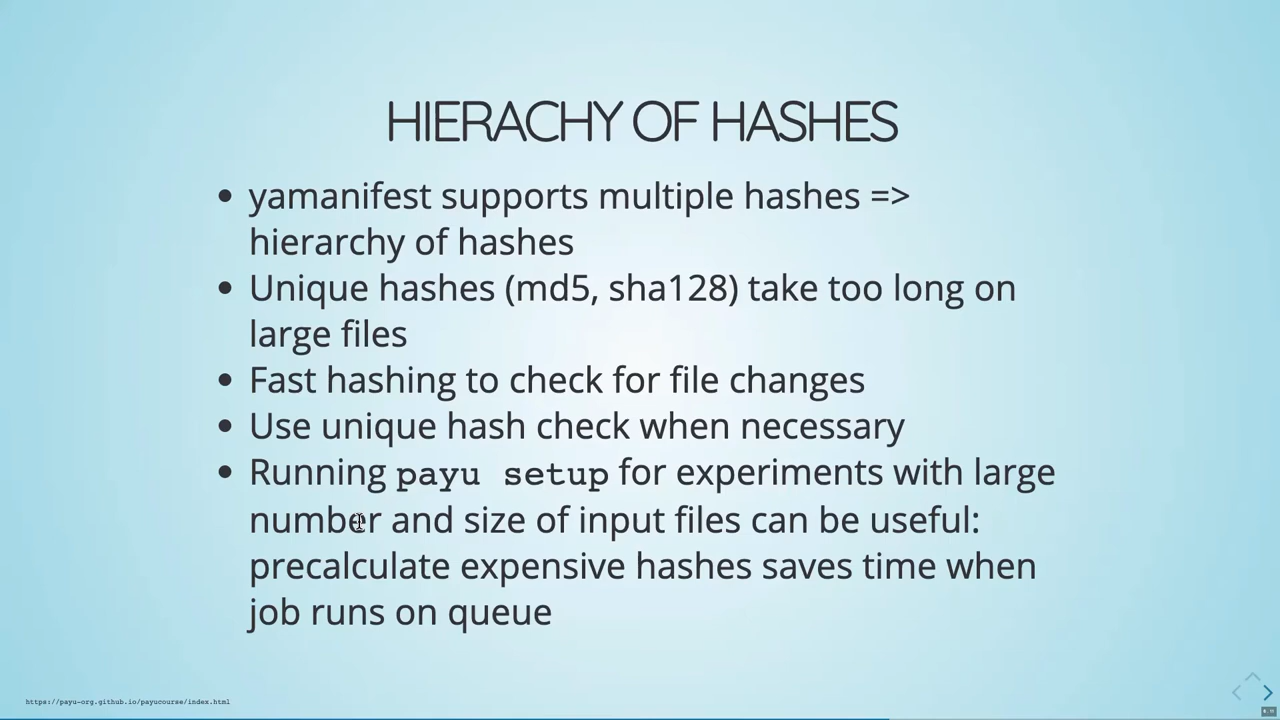 HIERACHY OF HASHES
• yamanifest supports multiple hashes =>
hierarchy of hashes
• Unique hashes (md5, sha128) take too long on
large files
• Fast hashing to check for file changes
• Use unique hash check when necessary
• Running payu setup for experiments with large
number and size of input files can be useful:
precalculate expensive hashes saves time when
job runs on queue
https://payu-org.github.io/payucourse/index.html